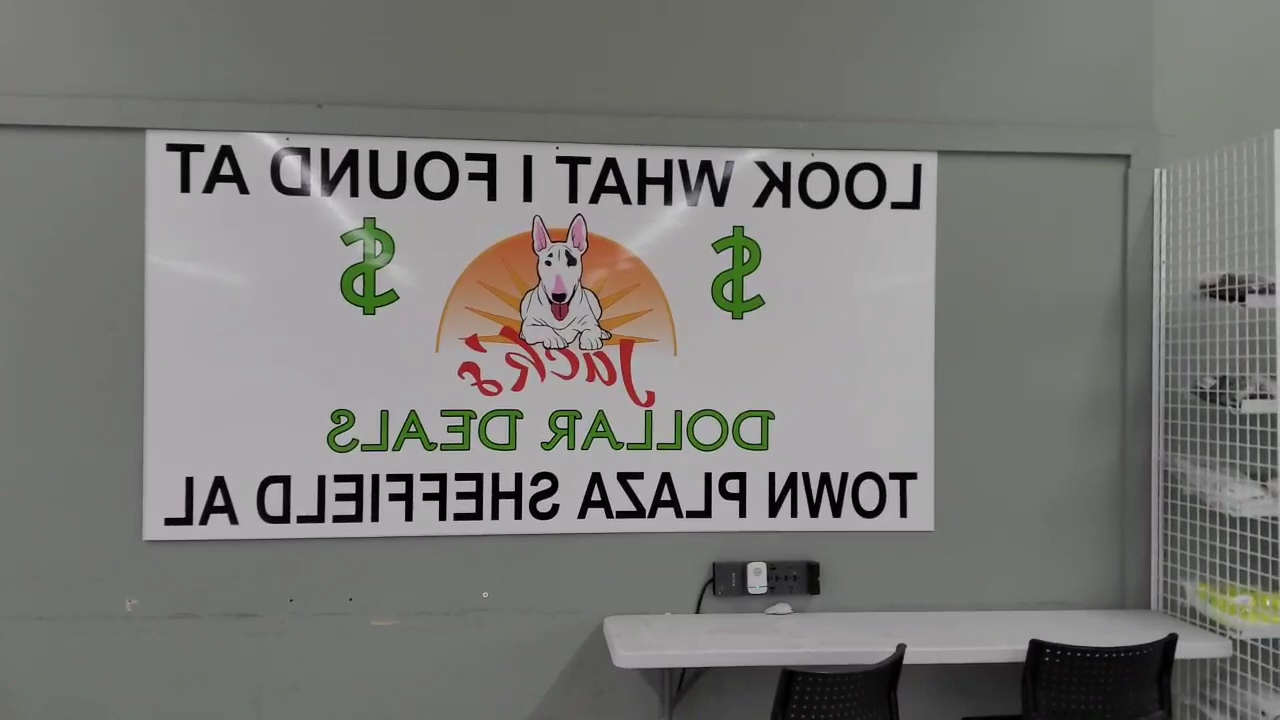 LOOK WHAT I FOUND AT
$ $
Jack's
DOLLAR DEALS
TOWN PLAZA SHEFFIELD AL